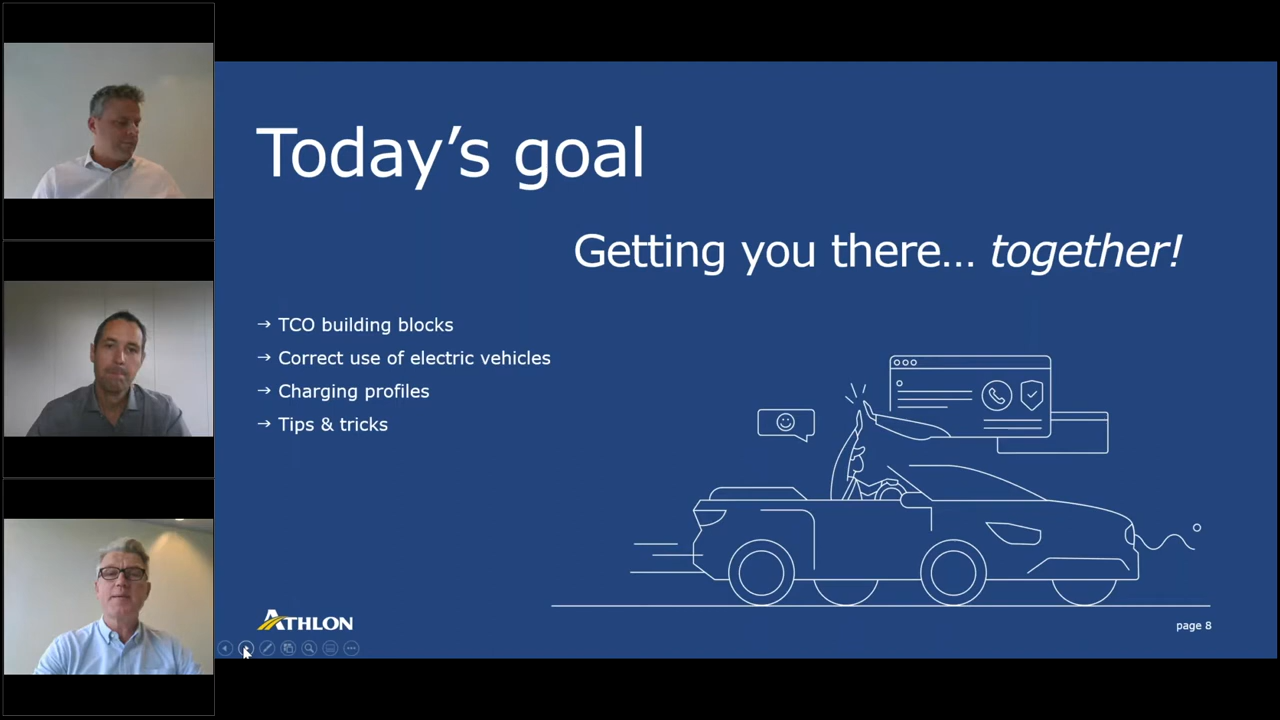 Today’s goal
Getting you there… together!
→ TCO building blocks
→ Correct use of electric vehicles
→ Charging profiles
→ Tips & tricks
ATHLON
page 8